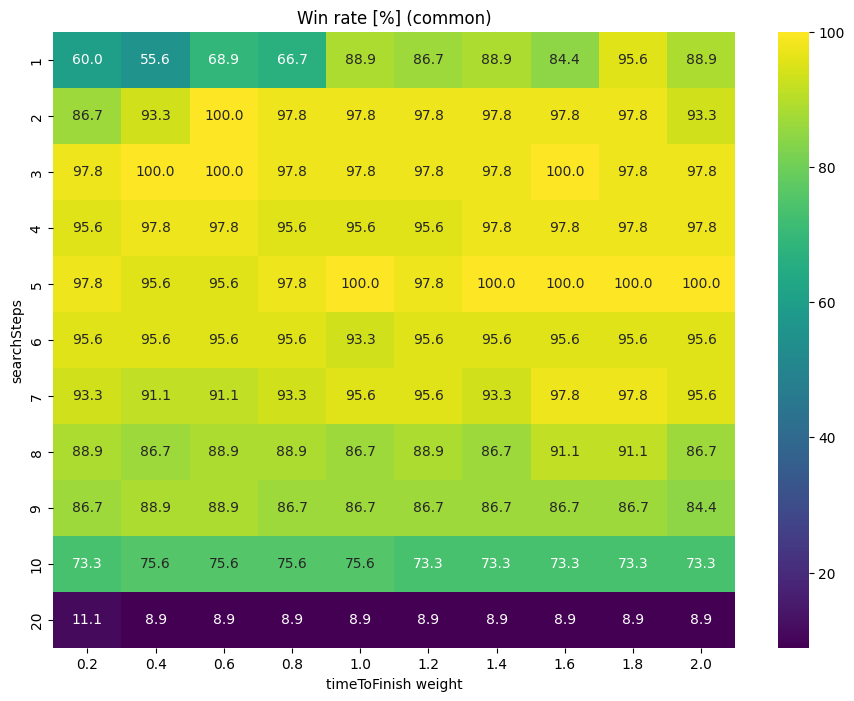 Win rate [%] (common)
searchSteps
1 60.0 55.6 68.9 66.7 88.9 86.7 88.9 84.4 95.6 88.9
2 86.7 93.3 100.0 97.8 97.8 97.8 97.8 97.8 97.8 93.3
3 97.8 100.0 100.0 97.8 97.8 97.8 97.8 100.0 97.8 97.8
4 95.6 97.8 97.8 95.6 95.6 95.6 97.8 97.8 97.8 97.8
5 97.8 95.6 95.6 97.8 100.0 97.8 100.0 100.0 100.0 100.0
6 95.6 95.6 95.6 95.6 93.3 95.6 95.6 95.6 95.6 95.6
7 93.3 91.1 91.1 93.3 95.6 95.6 93.3 97.8 97.8 95.6
8 88.9 86.7 88.9 88.9 86.7 88.9 86.7 91.1 91.1 86.7
9 86.7 88.9 88.9 86.7 86.7 86.7 86.7 86.7 86.7 84.4
10 73.3 75.6 75.6 75.6 75.6 73.3 73.3 73.3 73.3 73.3
20 11.1 8.9 8.9 8.9 8.9 8.9 8.9 8.9 8.9 8.9
0.2 0.4 0.6 0.8 1.0 1.2 1.4 1.6 1.8 2.0
timeToFinish weight
100
80
60
40
20